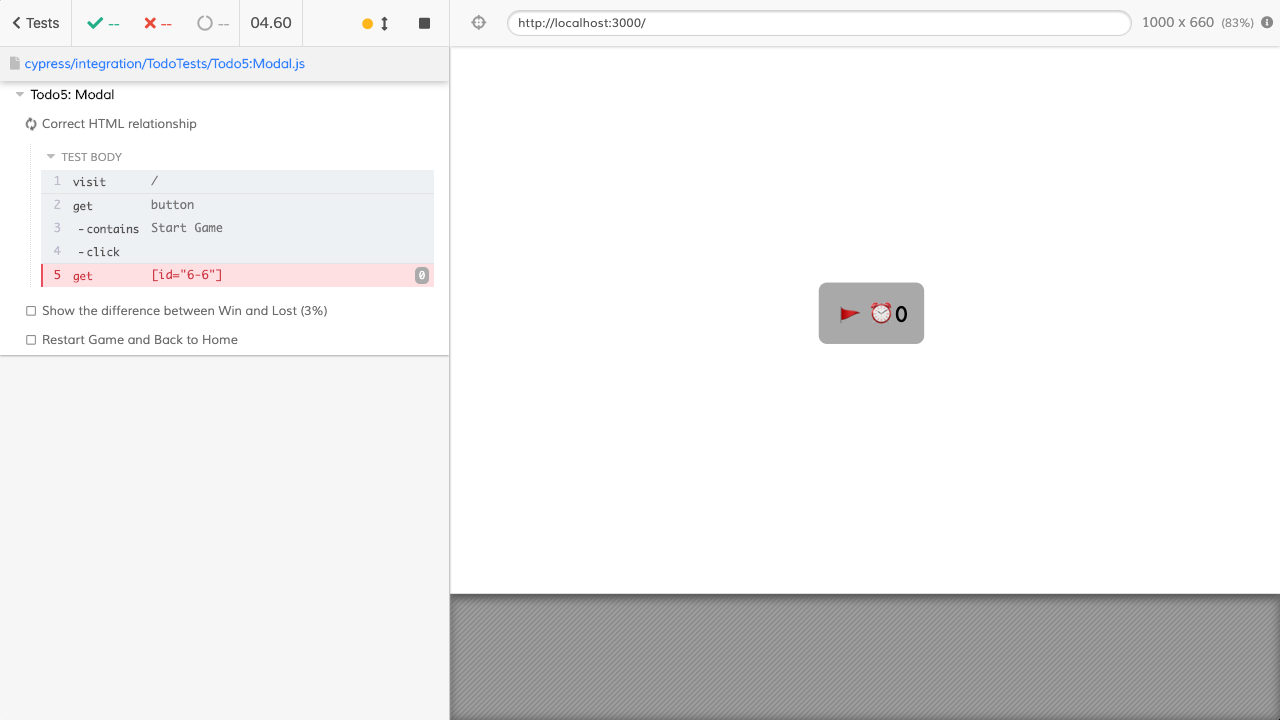 Tests -- -- -- 04.60
http://localhost:3000/ 1000 x 660 (83%)
cypress/integration/TodoTests/Todo5:Modal.js
Todo5: Modal
Correct HTML relationship
TEST BODY
1 visit /
2 get button
3 -contains Start Game
4 -click
5 get [id="6-6"] 0
Show the difference between Win and Lost (3%)
Restart Game and Back to Home
0